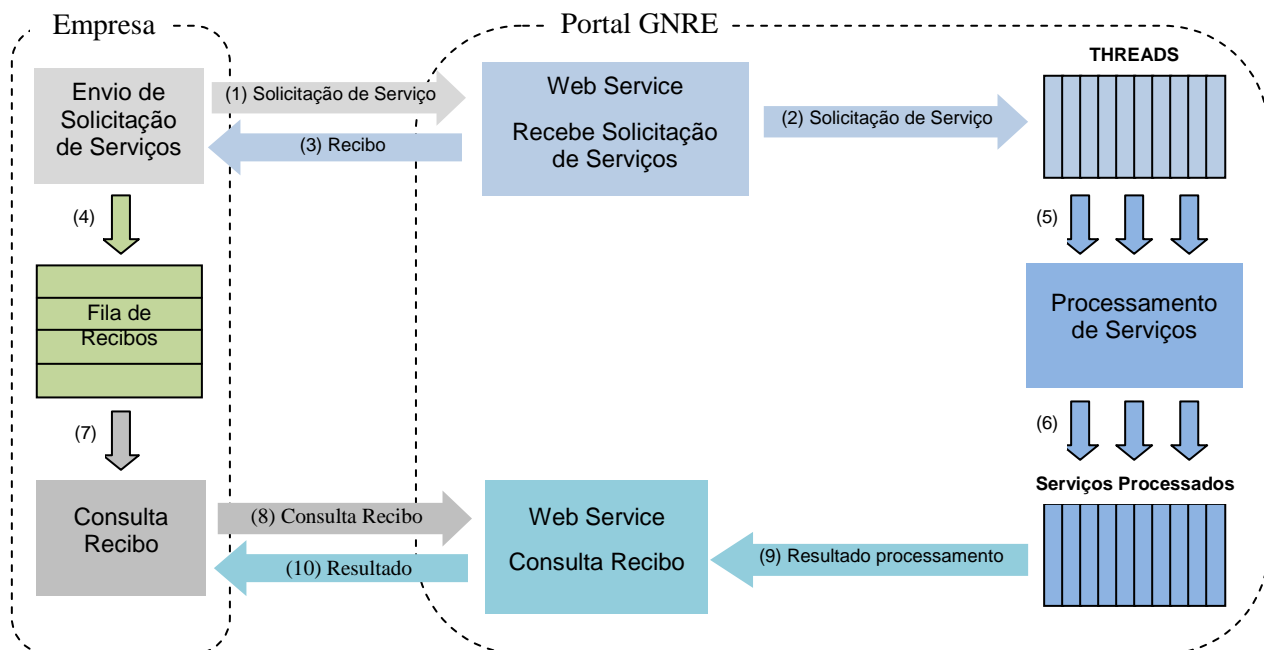 Empresa
Portal GNRE
THREADS
Envio de
Solicitação
de Serviços
(1) Solicitação de Serviço
(3) Recibo
Web Service
Recebe Solicitação
de Serviços
(2) Solicitação de Serviço
(4)
(5)
Fila de
Recibos
Processamento
de Serviços
(7)
(6)
Serviços Processados
Consulta
Recibo
(8) Consulta Recibo
(10) Resultado
Web Service
Consulta Recibo
(9) Resultado processamento